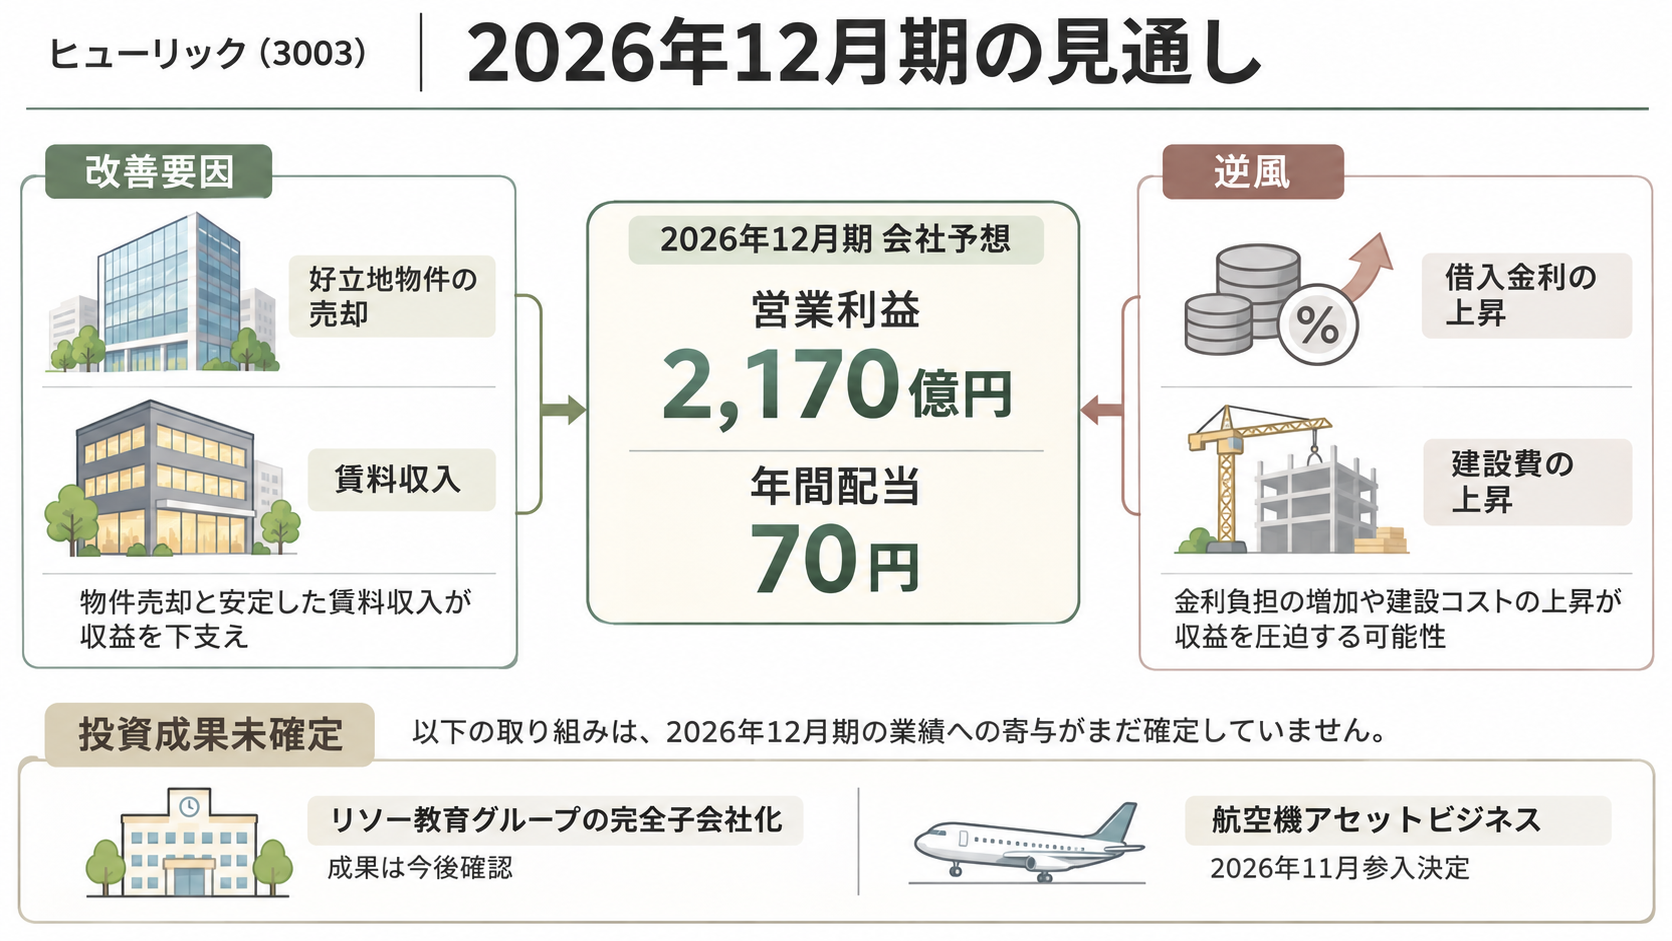 ヒューリック（3003）
2026年12月期の見通し
改善要因
好立地物件の
売却
賃料収入
物件売却と安定した賃料収入が
収益を下支え
2026年12月期 会社予想
営業利益
2,170億円
年間配当
70円
逆風
%
借入金利の
上昇
建設費の
上昇
金利負担の増加や建設コストの上昇が
収益を圧迫する可能性
投資成果未確定
以下の取り組みは、2026年12月期の業績への寄与がまだ確定していません。
リソー教育グループの完全子会社化
成果は今後確認
航空機アセットビジネス
2026年11月参入決定